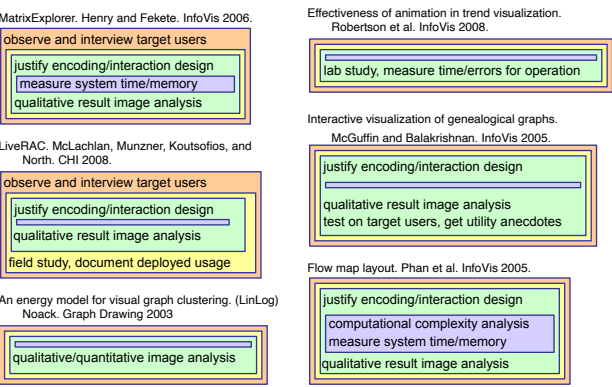 MatrixExplorer. Henry and Fekete. InfoVis 2006.
observe and interview target users
justify encoding/interaction design
measure system time/memory
qualitative result image analysis
LiveRAC. McLachlan, Munzner, Koutsofios, and
North. CHI 2008.
observe and interview target users
justify encoding/interaction design
qualitative result image analysis
field study, document deployed usage
An energy model for visual graph clustering. (LinLog)
Noack. Graph Drawing 2003
qualitative/quantitative image analysis
Effectiveness of animation in trend visualization.
Robertson et al. InfoVis 2008.
lab study, measure time/errors for operation
Interactive visualization of genealogical graphs.
McGuffin and Balakrishnan. InfoVis 2005.
justify encoding/interaction design
qualitative result image analysis
test on target users, get utility anecdotes
Flow map layout. Phan et al. InfoVis 2005.
justify encoding/interaction design
computational complexity analysis
measure system time/memory
qualitative result image analysis